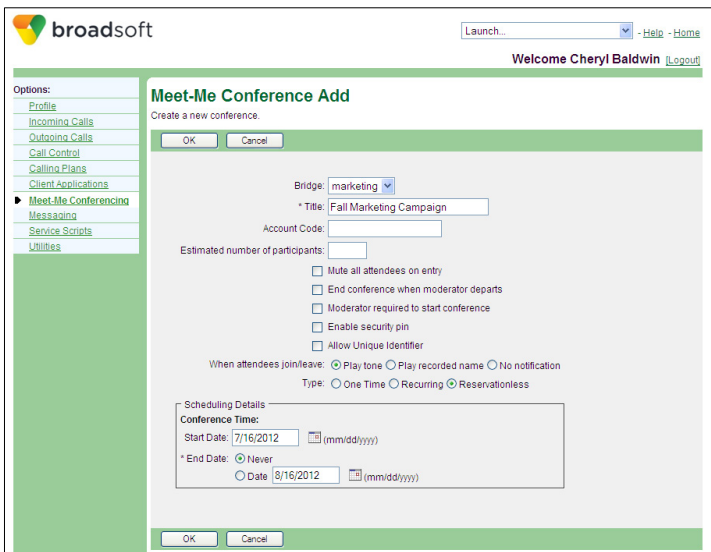 broadsoft
Launch... - Help - Home
Welcome Cheryl Baldwin [Logout]
Options:
Profile
Incoming Calls
Outgoing Calls
Call Control
Calling Plans
Client Applications
Meet-Me Conferencing
Messaging
Service Scripts
Utilities
Meet-Me Conference Add
Create a new conference.
OK Cancel
Bridge: marketing
* Title: Fall Marketing Campaign
Account Code:
Estimated number of participants:
Mute all attendees on entry
End conference when moderator departs
Moderator required to start conference
Enable security pin
Allow Unique Identifier
When attendees join/leave: Play tone Play recorded name No notification
Type: One Time Recurring Reservationless
Scheduling Details
Conference Time:
Start Date: 7/16/2012 (mm/dd/yyyy)
* End Date: Never
Date 8/16/2012 (mm/dd/yyyy)
OK Cancel